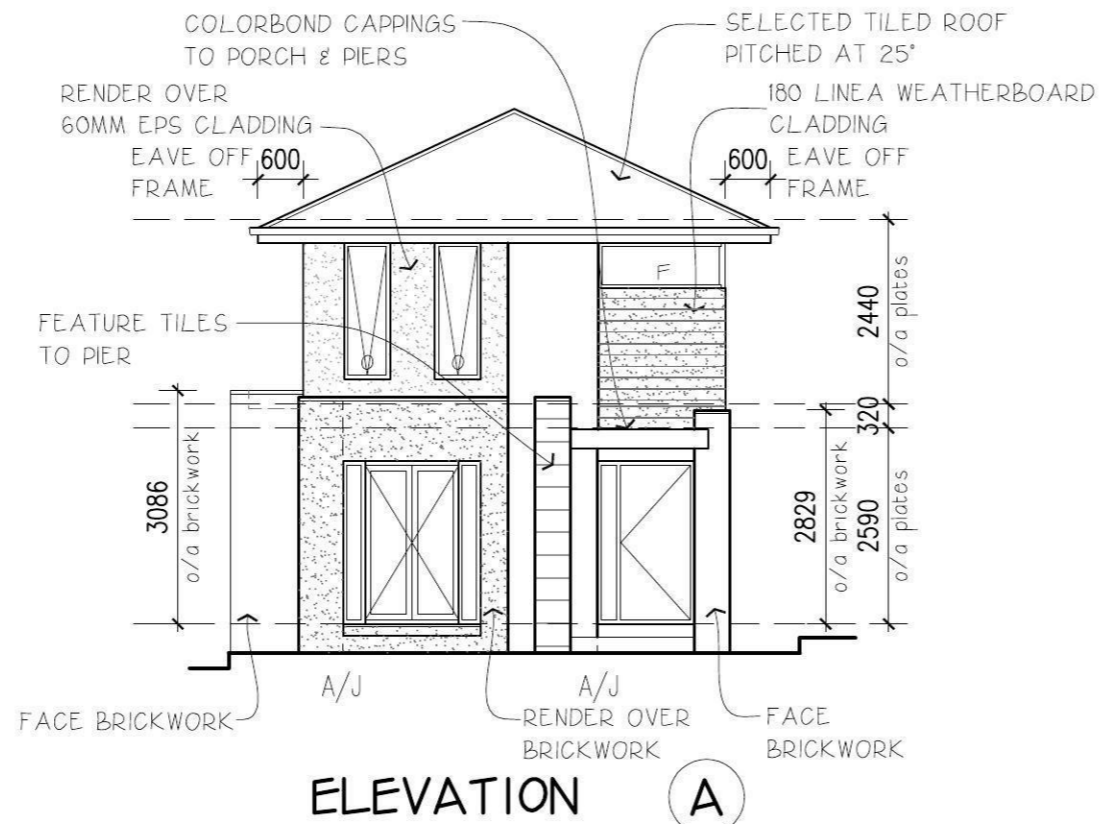 COLORBOND CAPPINGS
TO PORCH & PIERS
SELECTED TILED ROOF
PITCHED AT 25°
RENDER OVER
60MM EPS CLADDING
180 LINEA WEATHERBOARD
CLADDING
EAVE OFF
FRAME
600
600
EAVE OFF
FRAME
F
2440
o/a plates
FEATURE TILES
TO PIER
320
3086
o/a brickwork
2829
o/a brickwork
2590
o/a plates
A/J
A/J
FACE BRICKWORK
RENDER OVER
BRICKWORK
FACE
BRICKWORK
ELEVATION A